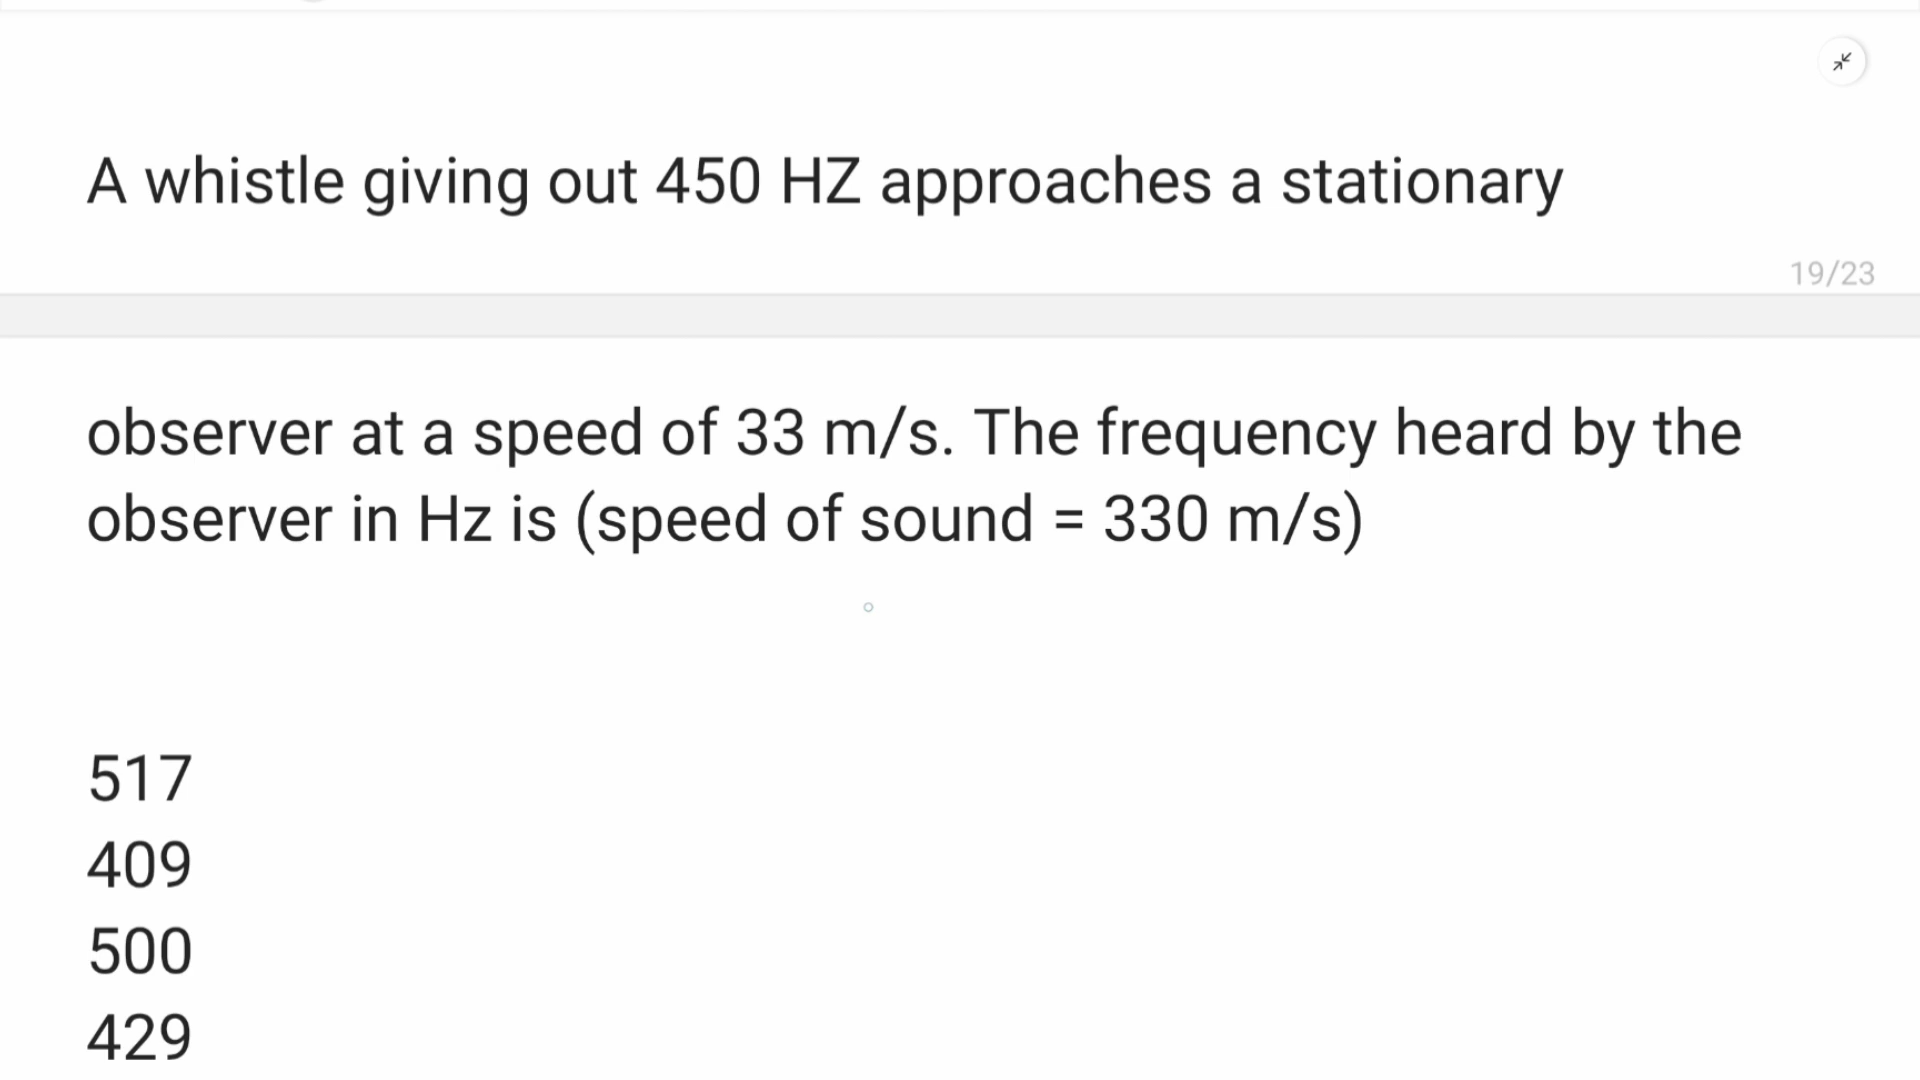 A whistle giving out 450 HZ approaches a stationary
19/23
observer at a speed of 33 m/s. The frequency heard by the
observer in Hz is (speed of sound = 330 m/s)
517
409
500
429